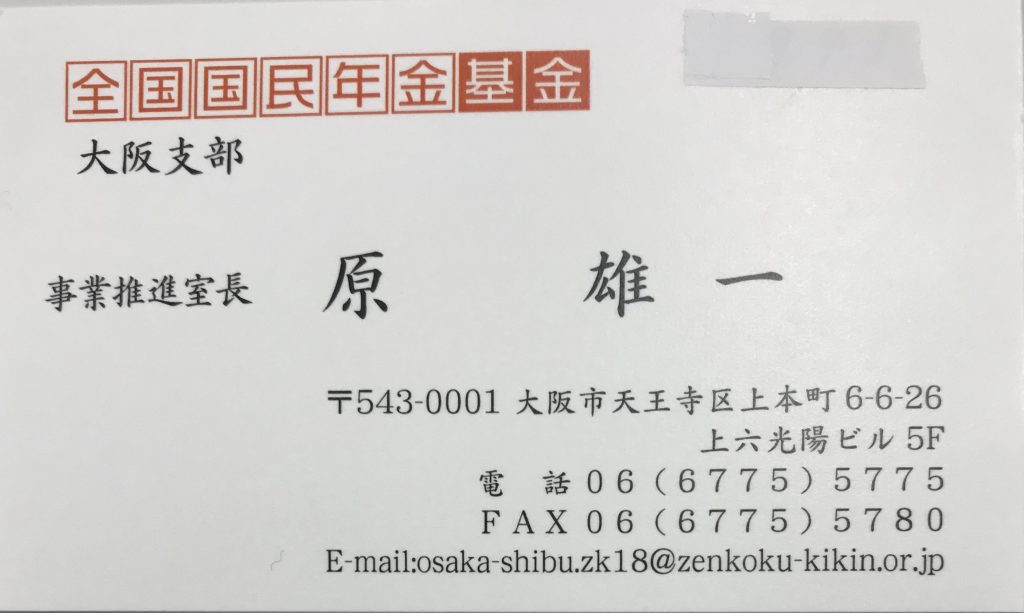 全国国民年金基金
大阪支部
事業推進室長 原 雄一
〒543-0001 大阪市天王寺区上本町 6-6-26
上六光陽ビル 5F
電 話 06(6775)5775
FAX 06(6775)5780
E-mail:osaka-shibu.zk18@zenkoku-kikin.or.jp